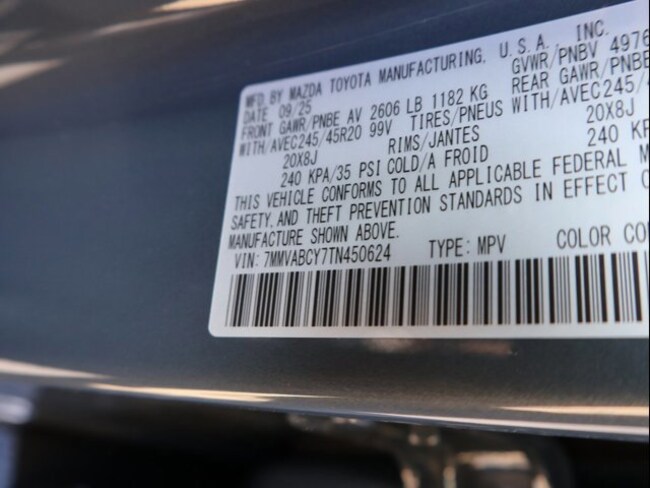 MFD. BY MAZDA TOYOTA MANUFACTURING, U.S.A. INC.
DATE 09/25 GVWR/PNBV 4976
FRONT GAWR/PNBE AV 2606 LB 1182 KG REAR GAWR/PNBE
WITH/AVEC245/45R20 99V TIRES/PNEUS WITH/AVEC245/
20X8J RIMS/JANTES 20X8J
240 KPA/35 PSI COLD/A FROID 240 KP
THIS VEHICLE CONFORMS TO ALL APPLICABLE FEDERAL M
SAFETY, AND THEFT PREVENTION STANDARDS IN EFFECT O
MANUFACTURE SHOWN ABOVE.
VIN: 7MMVABCY7TN450624 TYPE: MPV COLOR CO